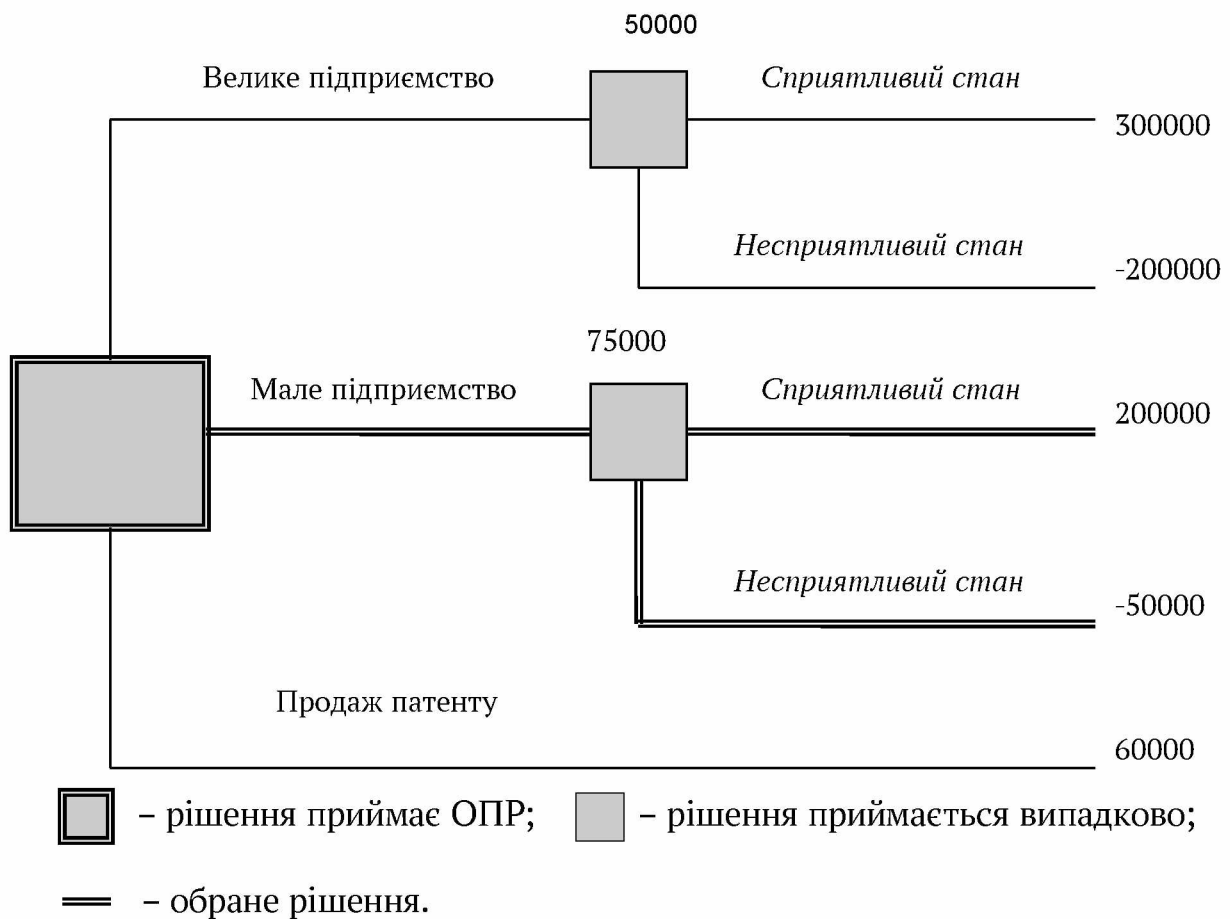 50000
Велике підприємство
Сприятливий стан
300000
Несприятливий стан
-200000
75000
Мале підприємство
Сприятливий стан
200000
Несприятливий стан
-50000
Продаж патенту
60000
– рішення приймає ОПР;
– рішення приймається випадково;
– обране рішення.